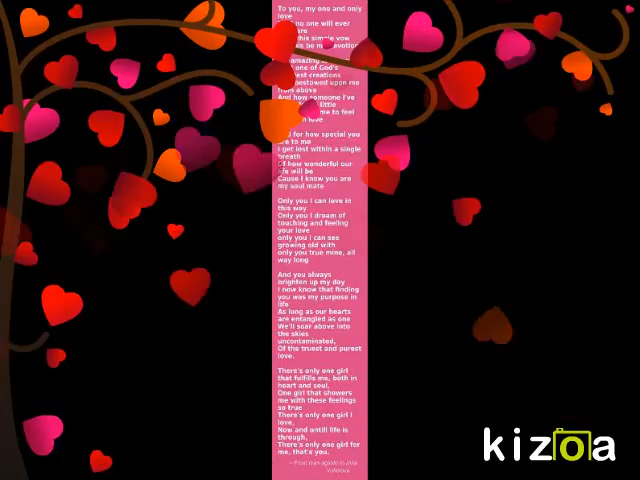 To you, my one and only
love
no one will ever
this simple vow
be my devotion
amazing
one of God's
creations
bestowed upon me
from above
And how someone I've
little
me to feel
love
for how special you
are to me
I get lost within a single
breath
Of how wonderful our
life will be
Cause I know you are
my soul mate
Only you I can love in
this way
Only you I dream of
touching and feeling
your love
only you I can see
growing old with
only you true mine, all
way long
And you always
brighten up my day
I now know that finding
you was my purpose in
life
As long as our hearts
are entangled as one
We'll soar above into
the skies
uncontaminated,
Of the truest and purest
love.
There's only one girl
that fulfills me, both in
heart and soul,
One girl that showers
me with these feelings
so true
There's only one girl I
love,
Now and untill life is
through,
There's only one girl for
me, that's you.
kizoa